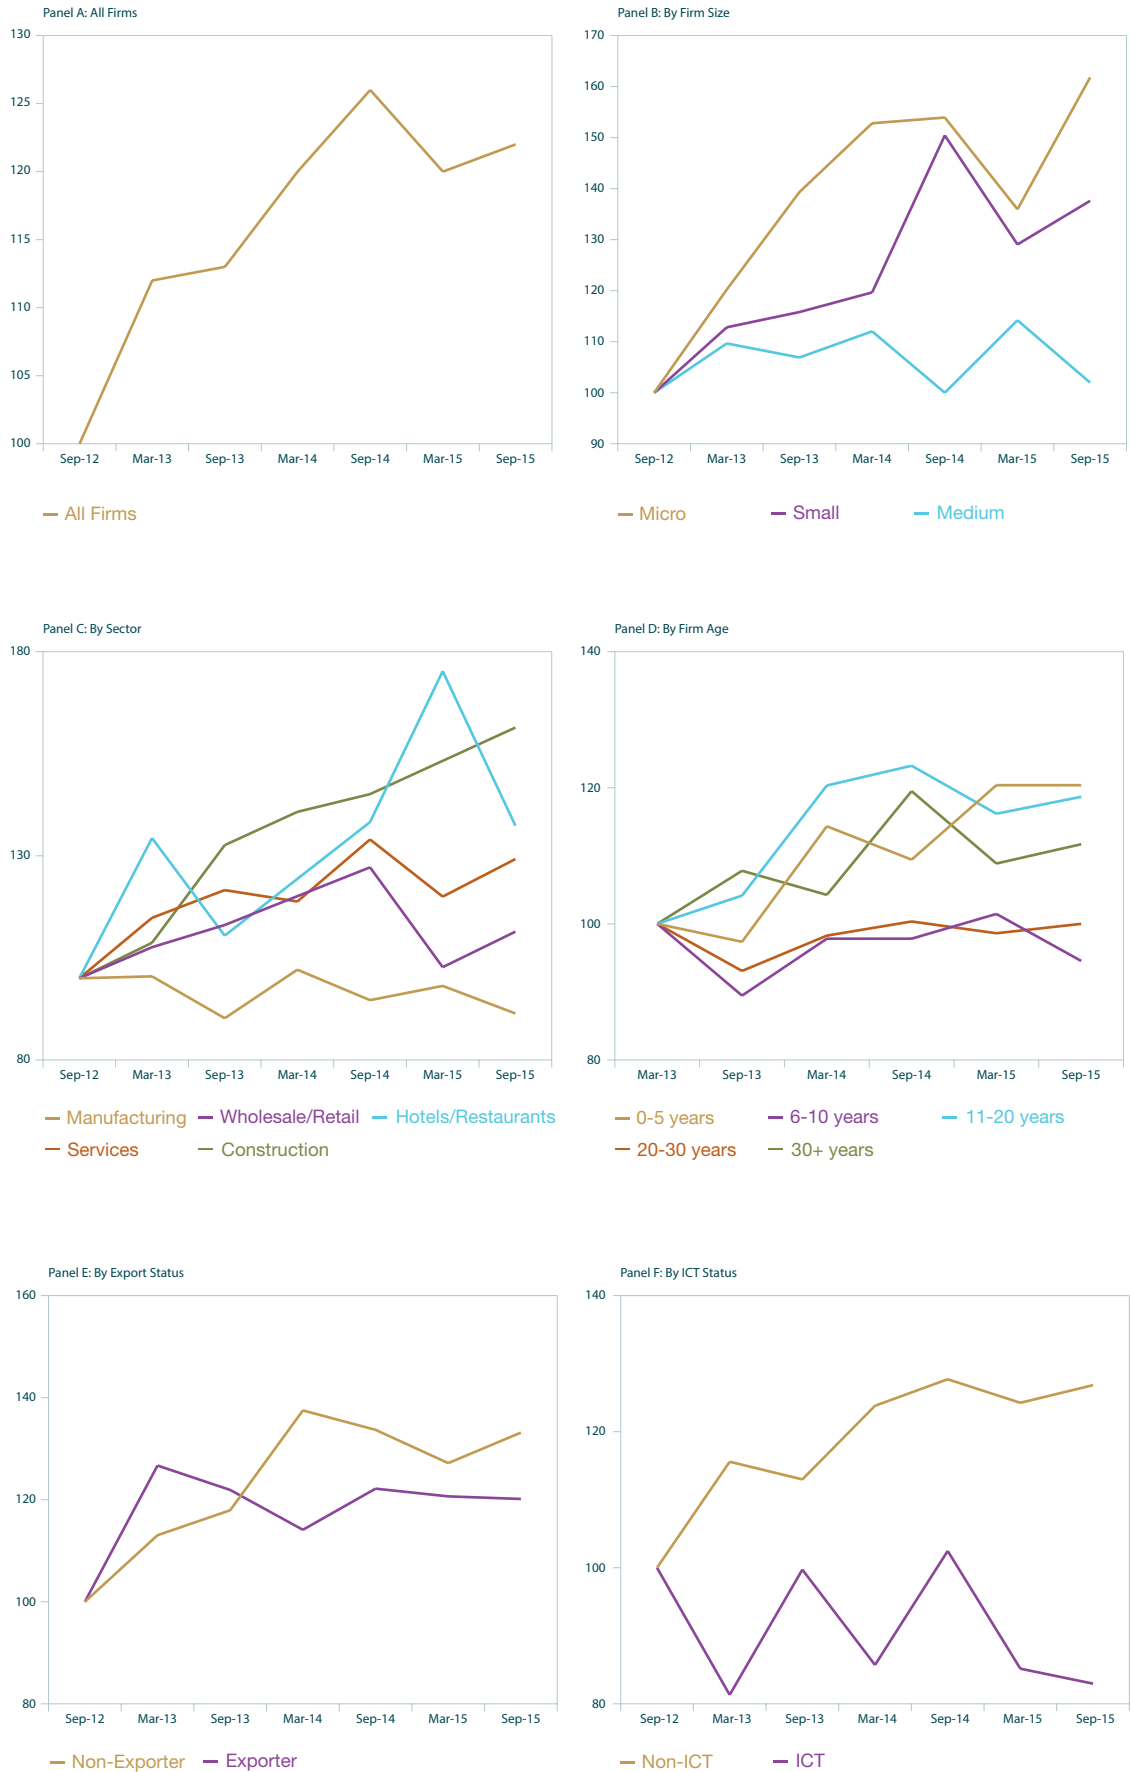 Panel A: All Firms
130
125
120
115
110
105
100
Sep-12 Mar-13 Sep-13 Mar-14 Sep-14 Mar-15 Sep-15
All Firms
Panel B: By Firm Size
170
160
150
140
130
120
110
100
90
Sep-12 Mar-13 Sep-13 Mar-14 Sep-14 Mar-15 Sep-15
Micro Small Medium
Panel C: By Sector
180
130
80
Sep-12 Mar-13 Sep-13 Mar-14 Sep-14 Mar-15 Sep-15
Manufacturing Wholesale/Retail Hotels/Restaurants
Services Construction
Panel D: By Firm Age
140
120
100
80
Mar-13 Sep-13 Mar-14 Sep-14 Mar-15 Sep-15
0-5 years 6-10 years 11-20 years
20-30 years 30+ years
Panel E: By Export Status
160
140
120
100
80
Sep-12 Mar-13 Sep-13 Mar-14 Sep-14 Mar-15 Sep-15
Non-Exporter Exporter
Panel F: By ICT Status
140
120
100
80
Sep-12 Mar-13 Sep-13 Mar-14 Sep-14 Mar-15 Sep-15
Non-ICT ICT